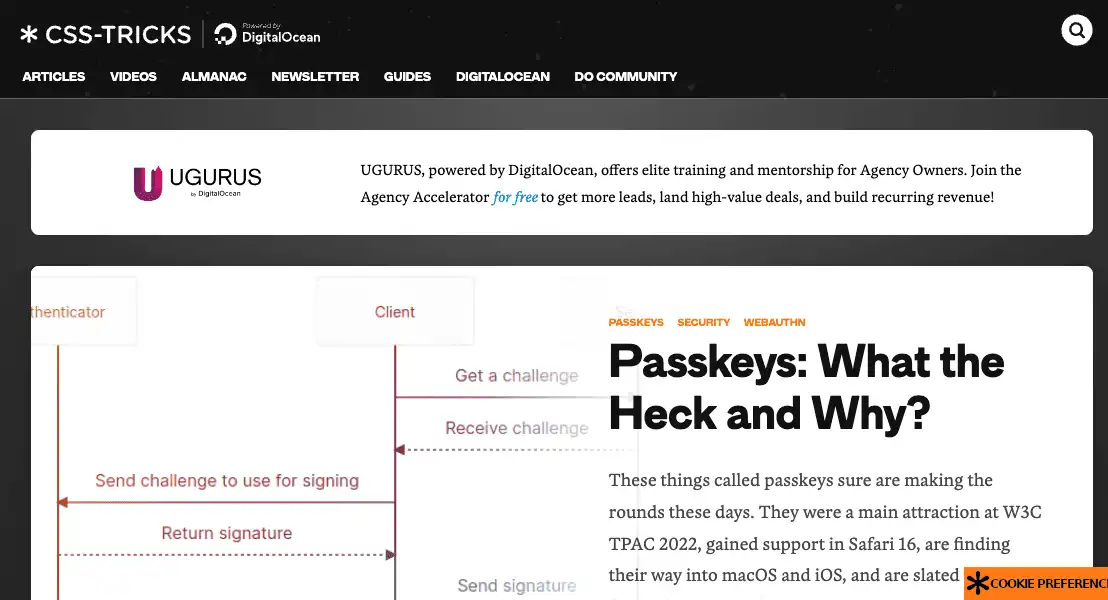 CSS-TRICKS
Powered by
DigitalOcean
ARTICLES VIDEOS ALMANAC NEWSLETTER GUIDES DIGITALOCEAN DO COMMUNITY
UGURUS
by DigitalOcean
UGURUS, powered by DigitalOcean, offers elite training and mentorship for Agency Owners. Join the
Agency Accelerator for free to get more leads, land high-value deals, and build recurring revenue!
thenticator
Client
Get a challenge
Receive challenge
Send challenge to use for signing
Return signature
Send signature
PASSKEYS SECURITY WEBAUTHN
Passkeys: What the
Heck and Why?
These things called passkeys sure are making the
rounds these days. They were a main attraction at W3C
TPAC 2022, gained support in Safari 16, are finding
their way into macOS and iOS, and are slated
COOKIE PREFERENC